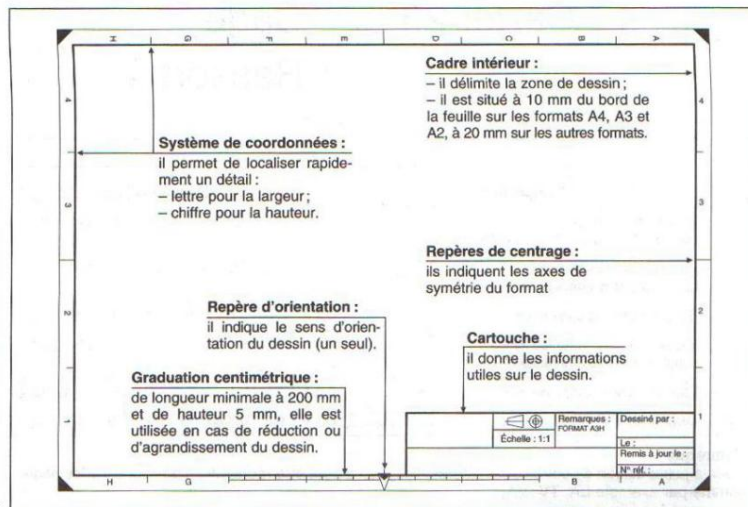 H G F E D C B A
Cadre intérieur :
– il délimite la zone de dessin ;
– il est situé à 10 mm du bord de
la feuille sur les formats A4, A3 et
A2, à 20 mm sur les autres formats.
4 4
Système de coordonnées :
il permet de localiser rapide-
ment un détail :
– lettre pour la largeur ;
– chiffre pour la hauteur.
3 3
Repères de centrage :
ils indiquent les axes de
symétrie du format
Repère d'orientation :
il indique le sens d'orien-
tation du dessin (un seul).
2 2
Cartouche :
il donne les informations
utiles sur le dessin.
Graduation centimétrique :
de longueur minimale à 200 mm
et de hauteur 5 mm, elle est
utilisée en cas de réduction ou
d'agrandissement du dessin.
1 1
Remarques :
FORMAT A3H
Dessiné par :
Échelle : 1:1
Le :
Remis à jour le :
N° réf. :
H G B A